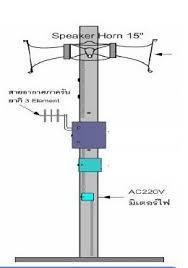 Speaker Horn 15"
สายอากาศภาครับ
ยากิ 3 Element
AC220V
มิเตอร์ไฟ